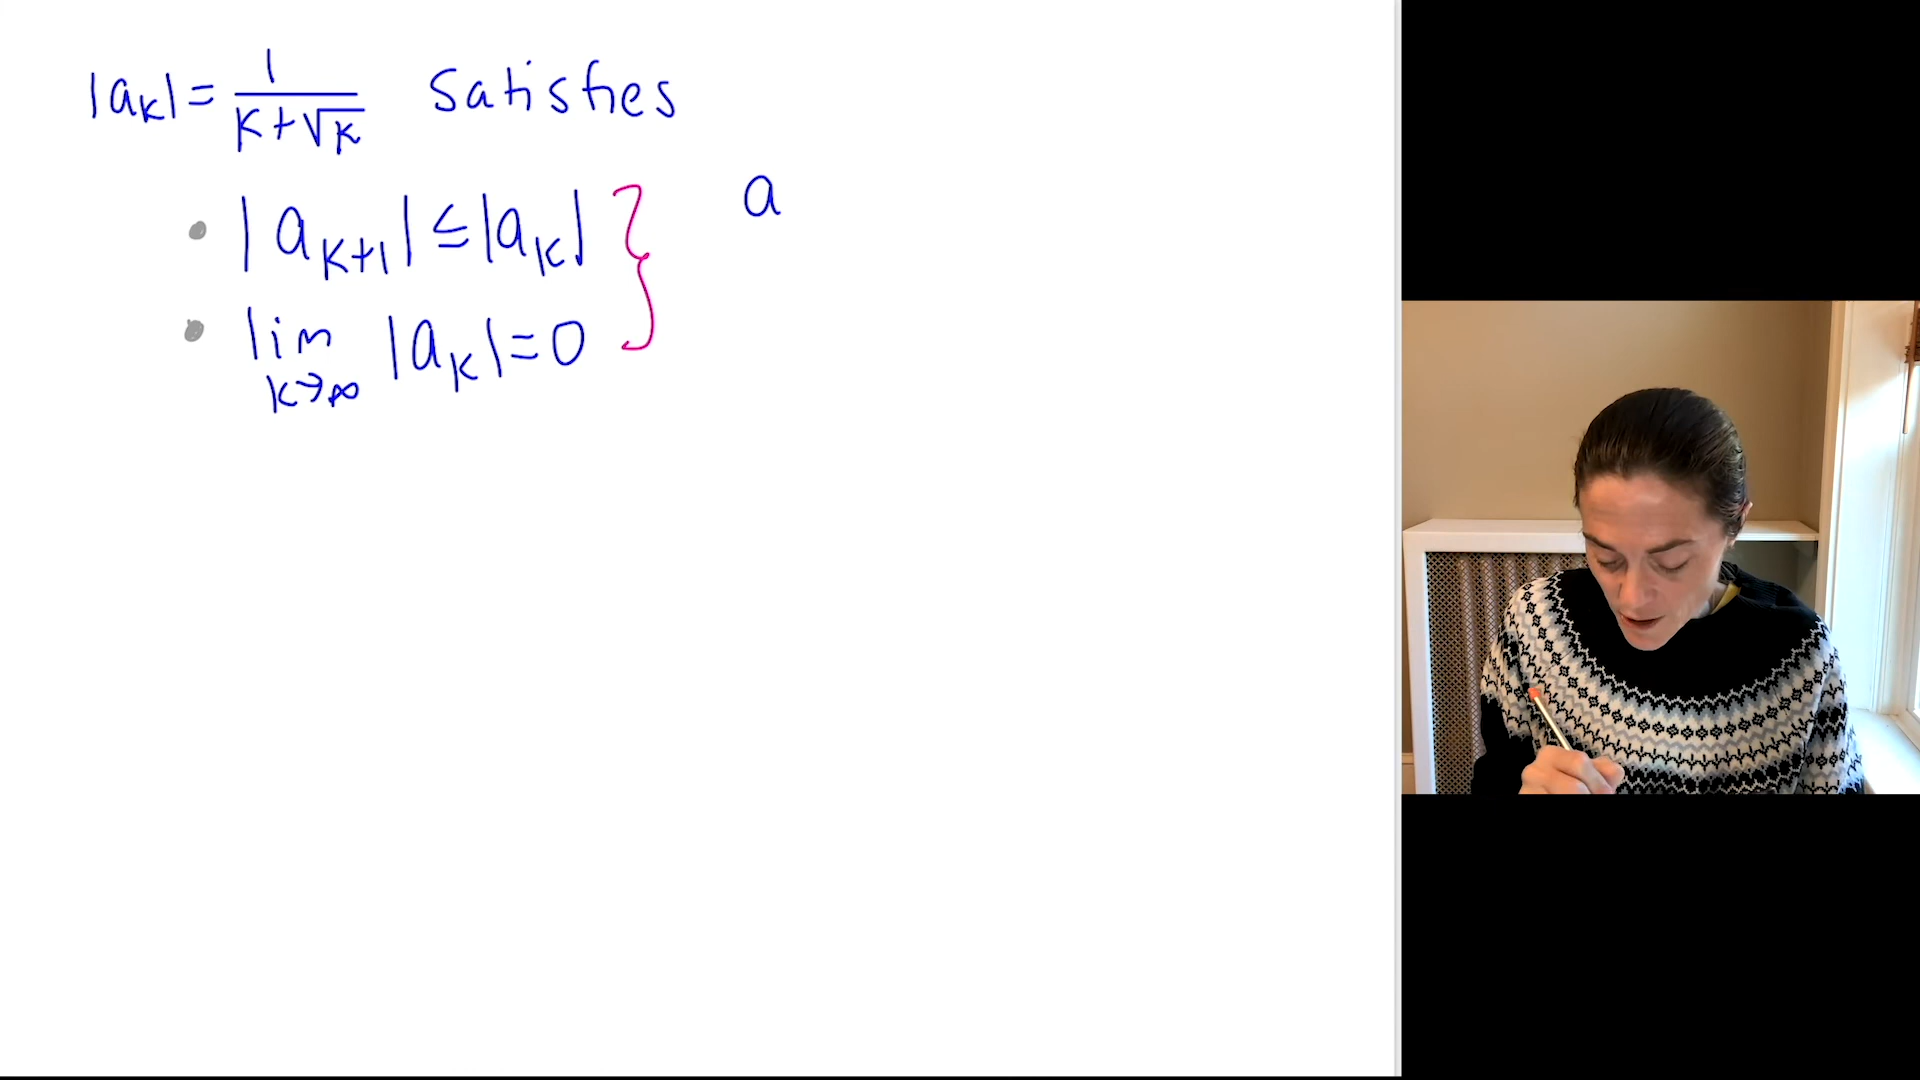 |a_k| = 1/(k+√k) satisfies
• |a_{k+1}| ≤ |a_k| } a
• lim_{k→∞} |a_k| = 0